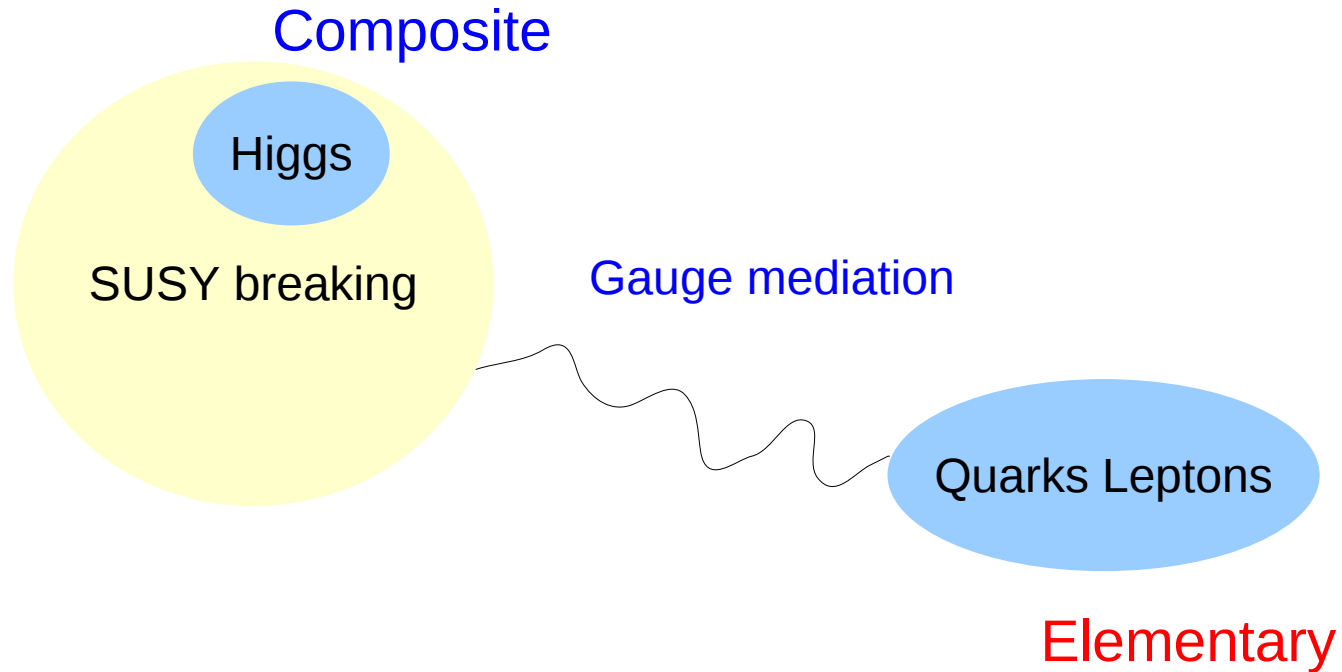 Composite
Higgs
SUSY breaking
Gauge mediation
Quarks Leptons
Elementary